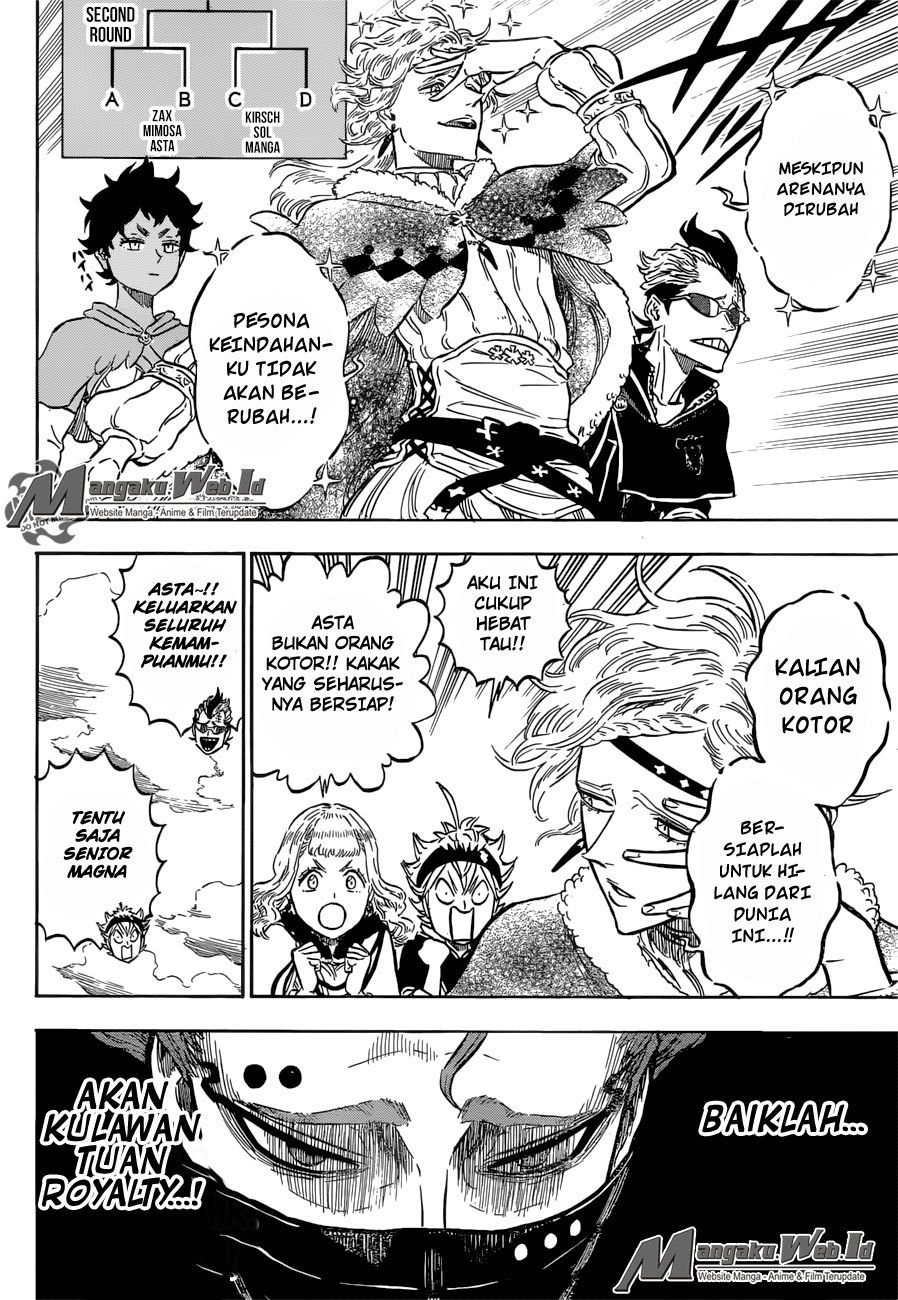 SECOND
ROUND
A
B
C
D
ZAX
MIMOSA
ASTA
KIRSCH
SOL
MANGA
MESKIPUN
ARENANYA
DIRUBAH
PESONA
KEINDAHAN-
KU TIDAK
AKAN BE-
RUBAH...!
Mangaku.Web.Id
Website Manga - Anime & Film Terupdate
KALIAN
ORANG
KOTOR
BER-
SIAPLAH
UNTUK HI-
LANG DARI
DUNIA
INI...!!
AKU INI
CUKUP
HEBAT
TAU!!
ASTA
BUKAN ORANG
KOTOR!! KAKAK
YANG SEHARUS-
NYA BERSIAP!
ASTA~!!
KELUARKAN
SELURUH
KEMAM-
PUANMU!!
TENTU
SAJA
SENIOR
MAGNA
BAIKLAH...
AKAN
KULAWAN
TUAN
ROYALTY...!
Mangaku.Web.Id
Website Manga - Anime & Film Terupdate